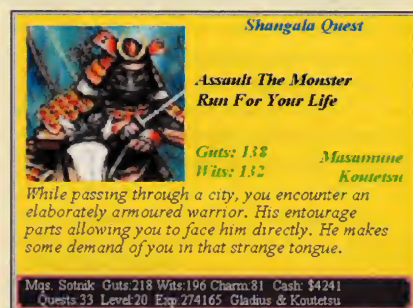 Shangala Quest
Assault The Monster
Run For Your Life
Guts: 138
Wits: 132
Masamune
Koutetsu
While passing through a city, you encounter an
elaborately armoured warrior. His entourage
parts allowing you to face him directly. He makes
some demand of you in that strange tongue.
Mqs. Sotnik Guts:218 Wits:196 Charm:81 Cash: $4241
Quests:33 Level:20 Exp:274165 Gladius & Koutetsu